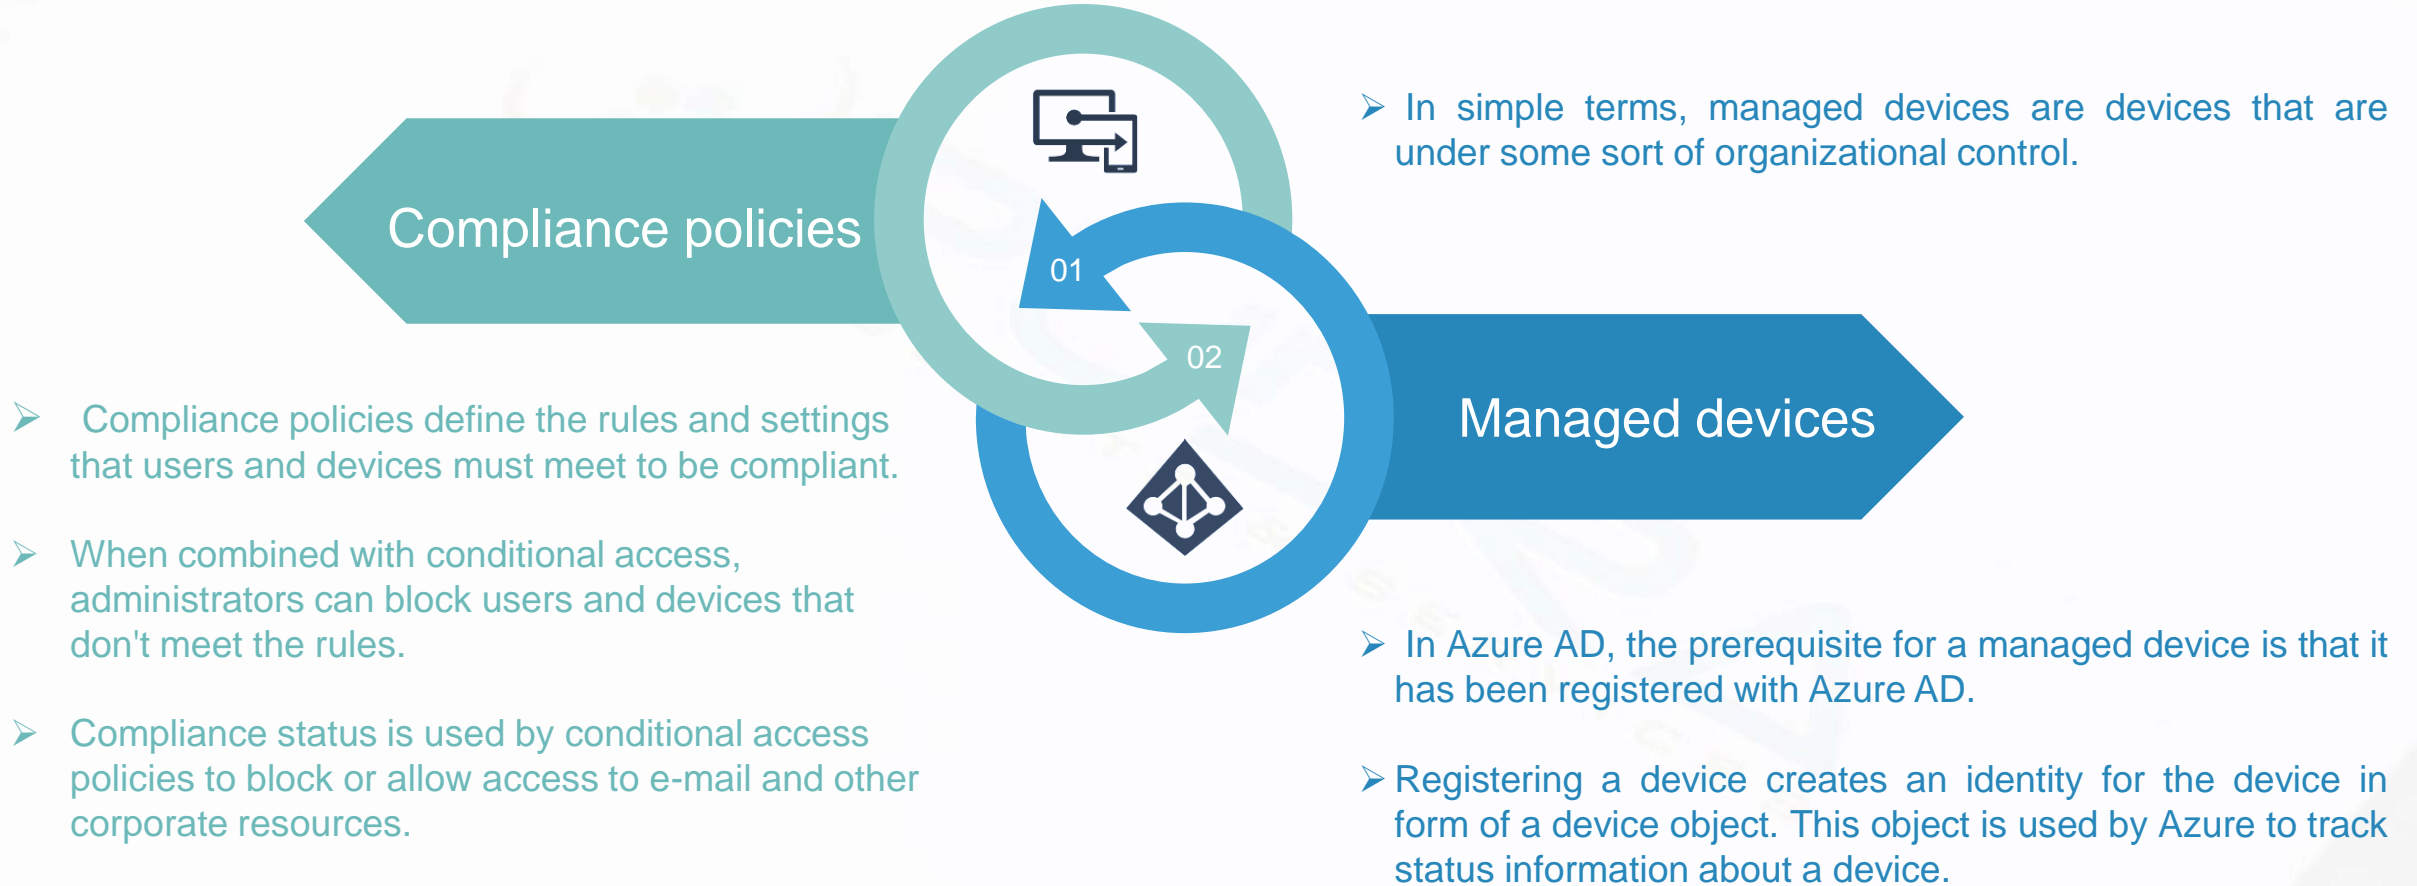 Compliance policies
➢ Compliance policies define the rules and settings
that users and devices must meet to be compliant.
➢ When combined with conditional access,
administrators can block users and devices that
don't meet the rules.
➢ Compliance status is used by conditional access
policies to block or allow access to e-mail and other
corporate resources.
01
02
➢ In simple terms, managed devices are devices that are
under some sort of organizational control.
Managed devices
➢ In Azure AD, the prerequisite for a managed device is that it
has been registered with Azure AD.
➢ Registering a device creates an identity for the device in
form of a device object. This object is used by Azure to track
status information about a device.